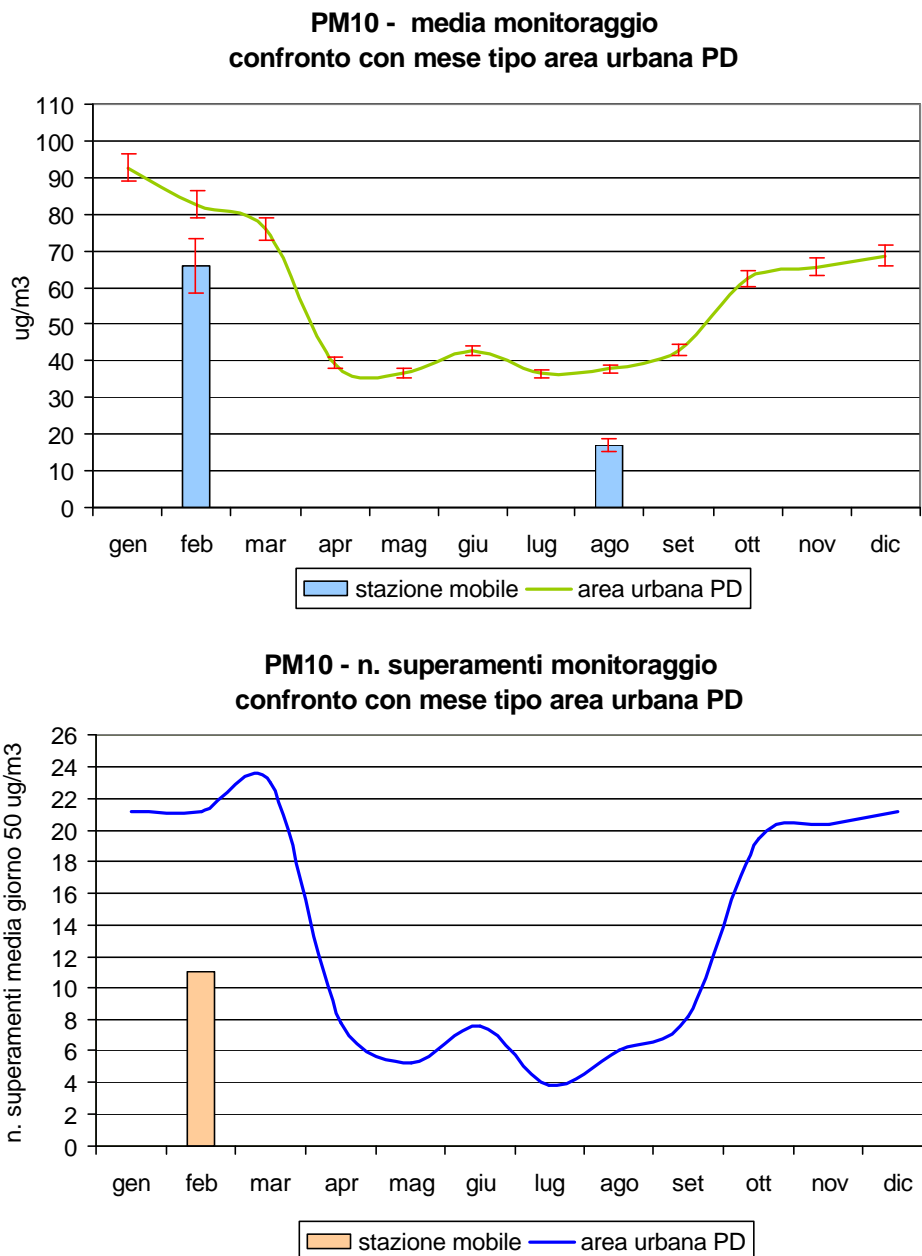 PM10 - media monitoraggio
confronto con mese tipo area urbana PD
110
100
90
80
70
60
50
40
30
20
10
0
ug/m3
gen feb mar apr mag giu lug ago set ott nov dic
stazione mobile area urbana PD
PM10 - n. superamenti monitoraggio
confronto con mese tipo area urbana PD
26
24
22
20
18
16
14
12
10
8
6
4
2
0
n. superamenti media giorno 50 ug/m3
gen feb mar apr mag giu lug ago set ott nov dic
stazione mobile area urbana PD